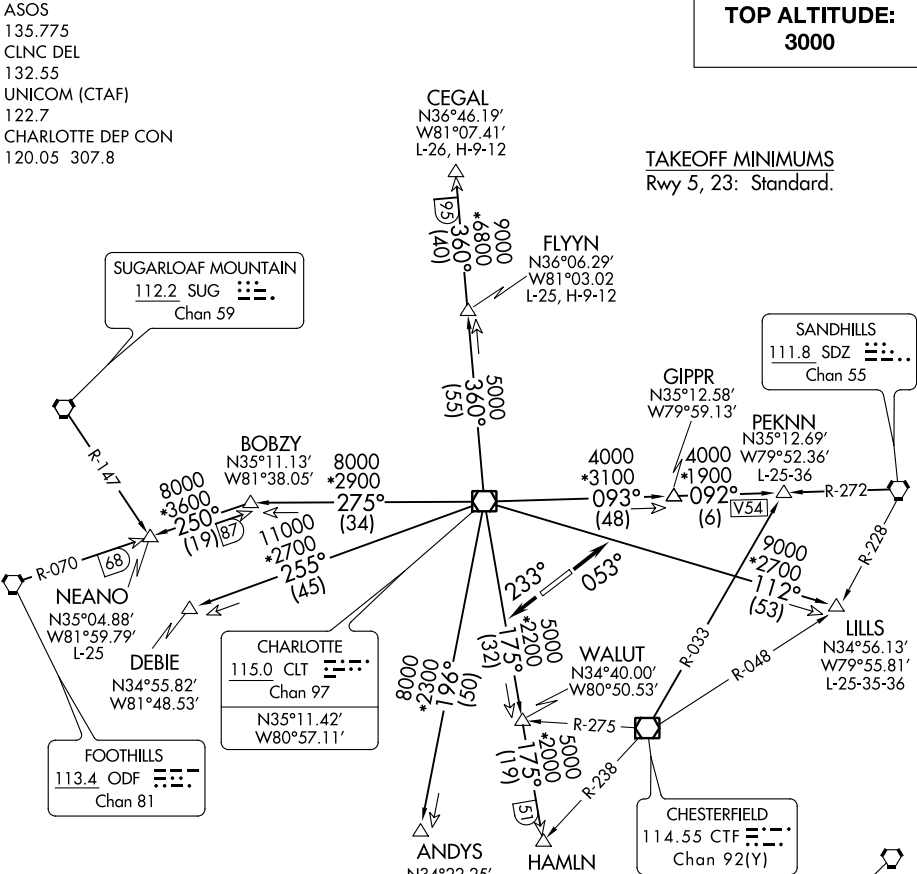 ASOS
135.775
CLNC DEL
132.55
UNICOM (CTAF)
122.7
CHARLOTTE DEP CON
120.05 307.8
TOP ALTITUDE:
3000
TAKEOFF MINIMUMS
Rwy 5, 23: Standard.
CEGAL
N36°46.19'
W81°07.41'
L-26, H-9-12
9000
*6800
360°
(40)
95
FLYYN
N36°06.29'
W81°03.02
L-25, H-9-12
5000
360°
(55)
SUGARLOAF MOUNTAIN
112.2 SUG
Chan 59
R-147
SANDHILLS
111.8 SDZ
Chan 55
GIPPR
N35°12.58'
W79°59.13'
PEKNN
N35°12.69'
W79°52.36'
L-25-36
BOBZY
N35°11.13'
W81°38.05'
8000
*2900
275°
(34)
4000
*3100
093°
(48)
4000
*1900
092°
(6)
V54
R-272
R-228
8000
*3600
250°
(19)
87
11000
*2700
255°
(45)
R-070
68
NEANO
N35°04.88'
W81°59.79'
L-25
DEBIE
N34°55.82'
W81°48.53'
233°
053°
9000
*2700
112°
(53)
LILLS
N34°56.13'
W79°55.81'
L-25-35-36
CHARLOTTE
115.0 CLT
Chan 97
N35°11.42'
W80°57.11'
5000
*2200
175°
(32)
WALUT
N34°40.00'
W80°50.53'
R-033
R-048
R-275
R-238
8000
*2300
196°
(50)
5000
*2000
175°
(19)
51
FOOTHILLS
113.4 ODF
Chan 81
CHESTERFIELD
114.55 CTF
Chan 92(Y)
ANDYS
N34°22.25'
HAMLN